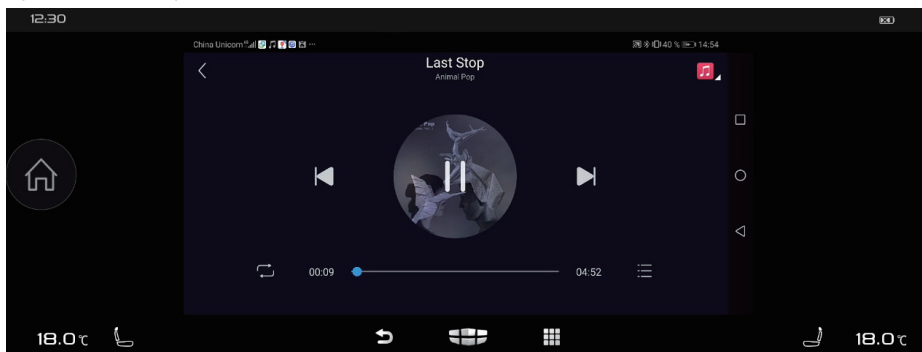 12:30
China Unicom 40 % 14:54
Last Stop
Animal Pop
00:09 04:52
18.0℃ 18.0℃